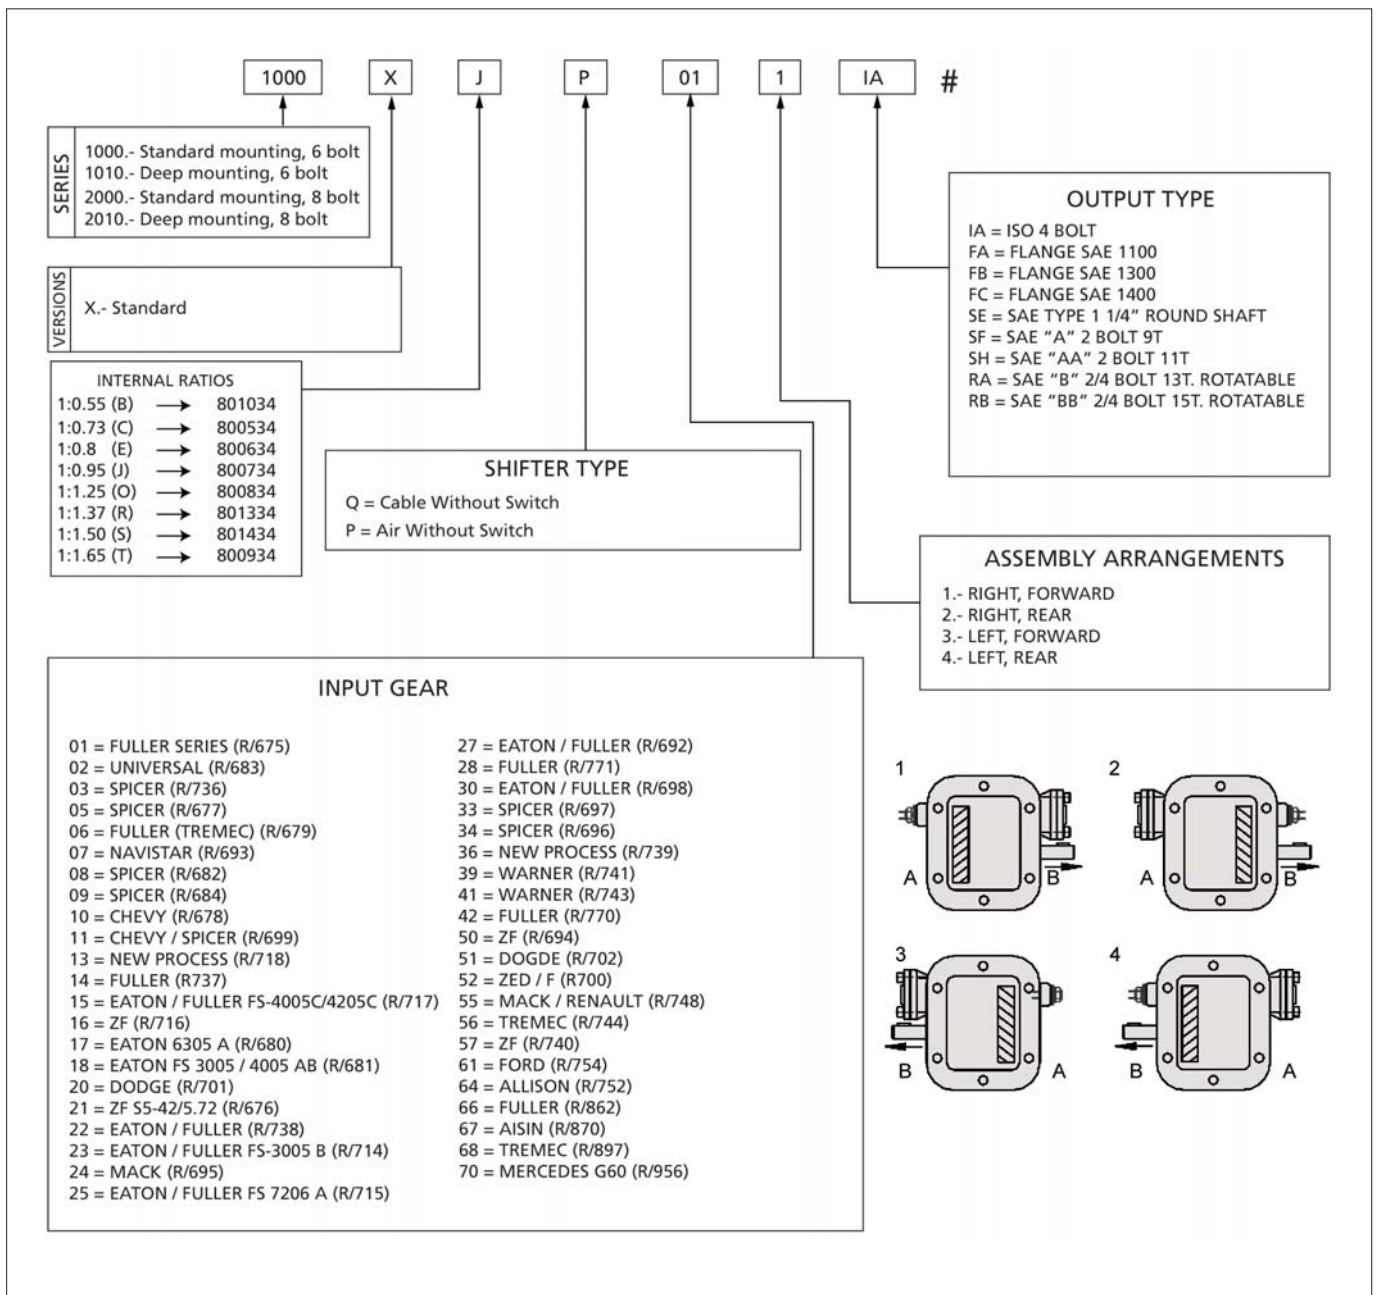 1000 X J P 01 1 IA #
SERIES
1000.- Standard mounting, 6 bolt
1010.- Deep mounting, 6 bolt
2000.- Standard mounting, 8 bolt
2010.- Deep mounting, 8 bolt
VERSIONS
X.- Standard
INTERNAL RATIOS
1:0.55 (B) → 801034
1:0.73 (C) → 800534
1:0.8 (E) → 800634
1:0.95 (J) → 800734
1:1.25 (O) → 800834
1:1.37 (R) → 801334
1:1.50 (S) → 801434
1:1.65 (T) → 800934
SHIFTER TYPE
Q = Cable Without Switch
P = Air Without Switch
OUTPUT TYPE
IA = ISO 4 BOLT
FA = FLANGE SAE 1100
FB = FLANGE SAE 1300
FC = FLANGE SAE 1400
SE = SAE TYPE 1 1/4” ROUND SHAFT
SF = SAE “A” 2 BOLT 9T
SH = SAE “AA” 2 BOLT 11T
RA = SAE “B” 2/4 BOLT 13T. ROTATABLE
RB = SAE “BB” 2/4 BOLT 15T. ROTATABLE
ASSEMBLY ARRANGEMENTS
1.- RIGHT, FORWARD
2.- RIGHT, REAR
3.- LEFT, FORWARD
4.- LEFT, REAR
INPUT GEAR
01 = FULLER SERIES (R/675)
02 = UNIVERSAL (R/683)
03 = SPICER (R/736)
05 = SPICER (R/677)
06 = FULLER (TREMEC) (R/679)
07 = NAVISTAR (R/693)
08 = SPICER (R/682)
09 = SPICER (R/684)
10 = CHEVY (R/678)
11 = CHEVY / SPICER (R/699)
13 = NEW PROCESS (R/718)
14 = FULLER (R737)
15 = EATON / FULLER FS-4005C/4205C (R/717)
16 = ZF (R/716)
17 = EATON 6305 A (R/680)
18 = EATON FS 3005 / 4005 AB (R/681)
20 = DODGE (R/701)
21 = ZF S5-42/5.72 (R/676)
22 = EATON / FULLER (R/738)
23 = EATON / FULLER FS-3005 B (R/714)
24 = MACK (R/695)
25 = EATON / FULLER FS 7206 A (R/715)
27 = EATON / FULLER (R/692)
28 = FULLER (R/771)
30 = EATON / FULLER (R/698)
33 = SPICER (R/697)
34 = SPICER (R/696)
36 = NEW PROCESS (R/739)
39 = WARNER (R/741)
41 = WARNER (R/743)
42 = FULLER (R/770)
50 = ZF (R/694)
51 = DOGDE (R/702)
52 = ZED / F (R700)
55 = MACK / RENAULT (R/748)
56 = TREMEC (R/744)
57 = ZF (R/740)
61 = FORD (R/754)
64 = ALLISON (R/752)
66 = FULLER (R/862)
67 = AISIN (R/870)
68 = TREMEC (R/897)
70 = MERCEDES G60 (R/956)
1 2
A B A B
3 4
B A B A